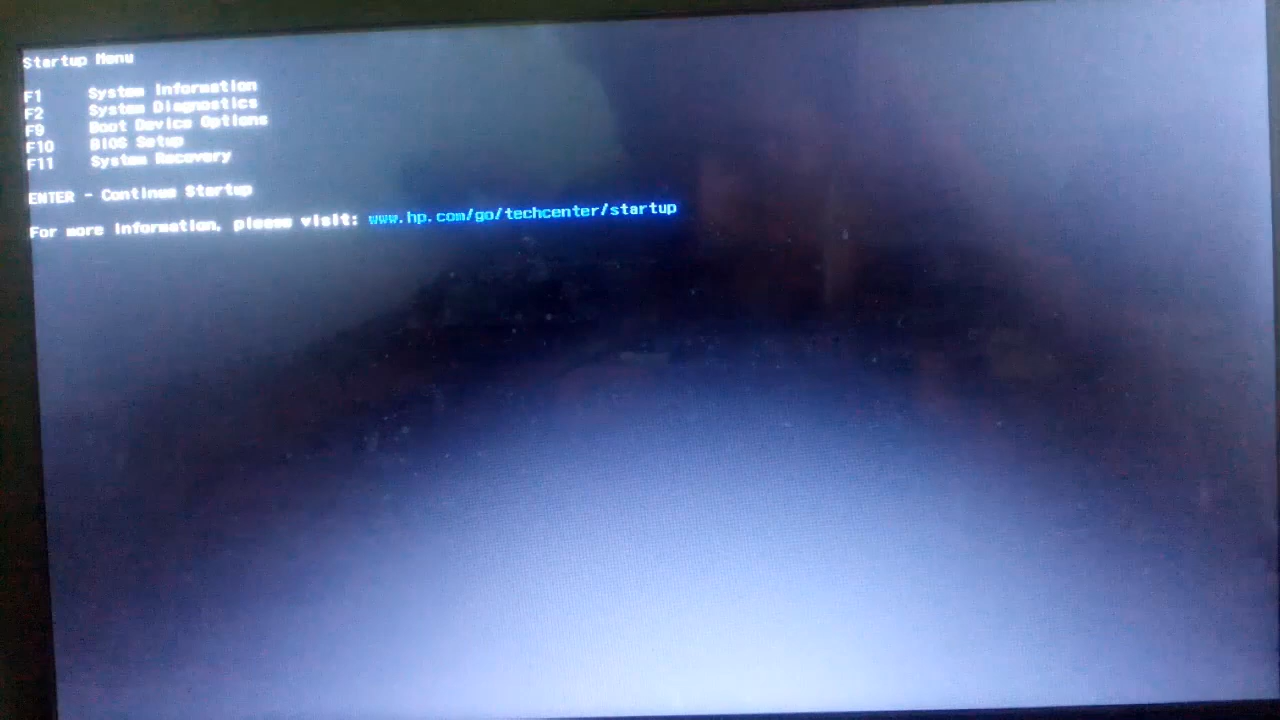 Startup Menu
F1 System Information
F2 System Diagnostics
F9 Boot Device Options
F10 BIOS Setup
F11 System Recovery
ENTER - Continue Startup
For more information, please visit: www.hp.com/go/techcenter/startup